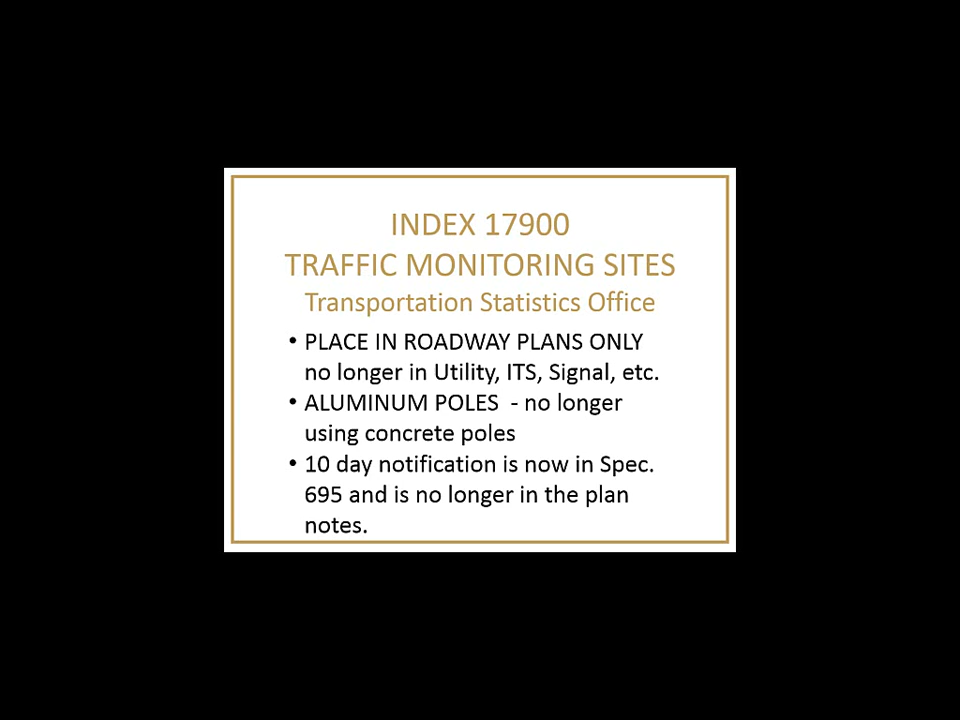 INDEX 17900
TRAFFIC MONITORING SITES
Transportation Statistics Office
• PLACE IN ROADWAY PLANS ONLY
no longer in Utility, ITS, Signal, etc.
• ALUMINUM POLES - no longer
using concrete poles
• 10 day notification is now in Spec.
695 and is no longer in the plan
notes.